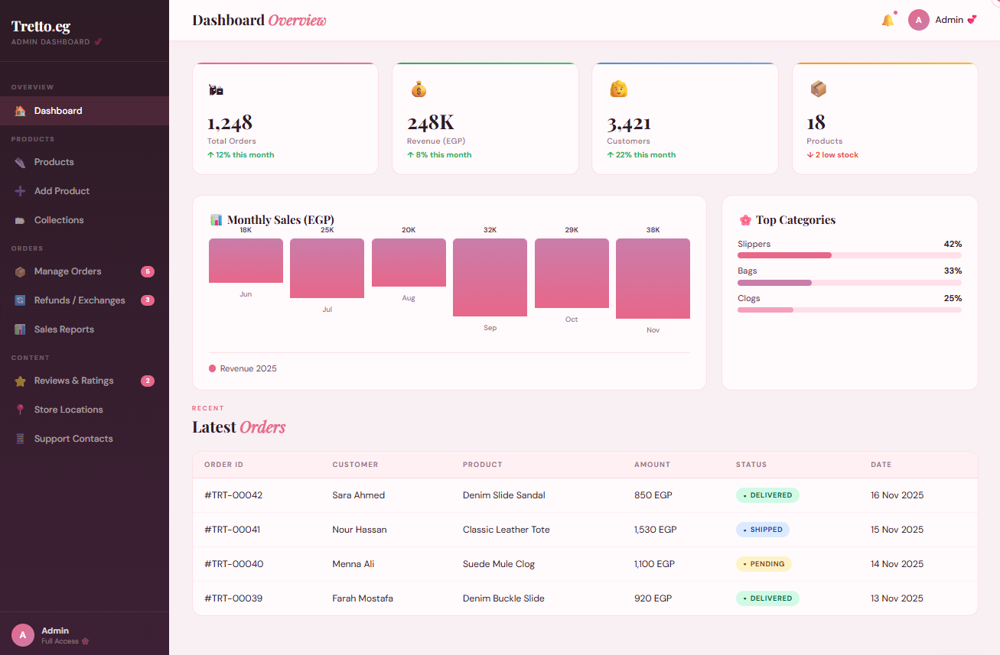 Tretto.eg
ADMIN DASHBOARD
OVERVIEW
Dashboard
PRODUCTS
Products
Add Product
Collections
ORDERS
Manage Orders 5
Refunds / Exchanges 3
Sales Reports
CONTENT
Reviews & Ratings 2
Store Locations
Support Contacts
A Admin
Full Access
Dashboard Overview
A Admin
1,248
Total Orders
↑ 12% this month
248K
Revenue (EGP)
↑ 8% this month
3,421
Customers
↑ 22% this month
18
Products
↓ 2 low stock
Monthly Sales (EGP)
18K 25K 20K 32K 29K 38K
Jun Jul Aug Sep Oct Nov
Revenue 2025
Top Categories
Slippers 42%
Bags 33%
Clogs 25%
RECENT
Latest Orders
ORDER ID CUSTOMER PRODUCT AMOUNT STATUS DATE
#TRT-00042 Sara Ahmed Denim Slide Sandal 850 EGP • DELIVERED 16 Nov 2025
#TRT-00041 Nour Hassan Classic Leather Tote 1,530 EGP • SHIPPED 15 Nov 2025
#TRT-00040 Menna Ali Suede Mule Clog 1,100 EGP • PENDING 14 Nov 2025
#TRT-00039 Farah Mostafa Denim Buckle Slide 920 EGP • DELIVERED 13 Nov 2025